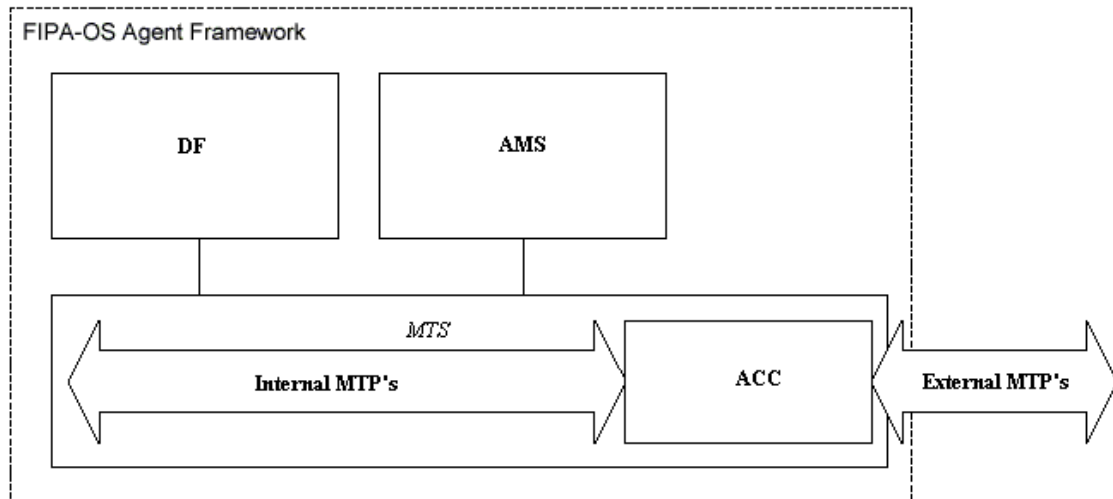 FIPA-OS Agent Framework
DF
AMS
MTS
Internal MTP's
ACC
External MTP's